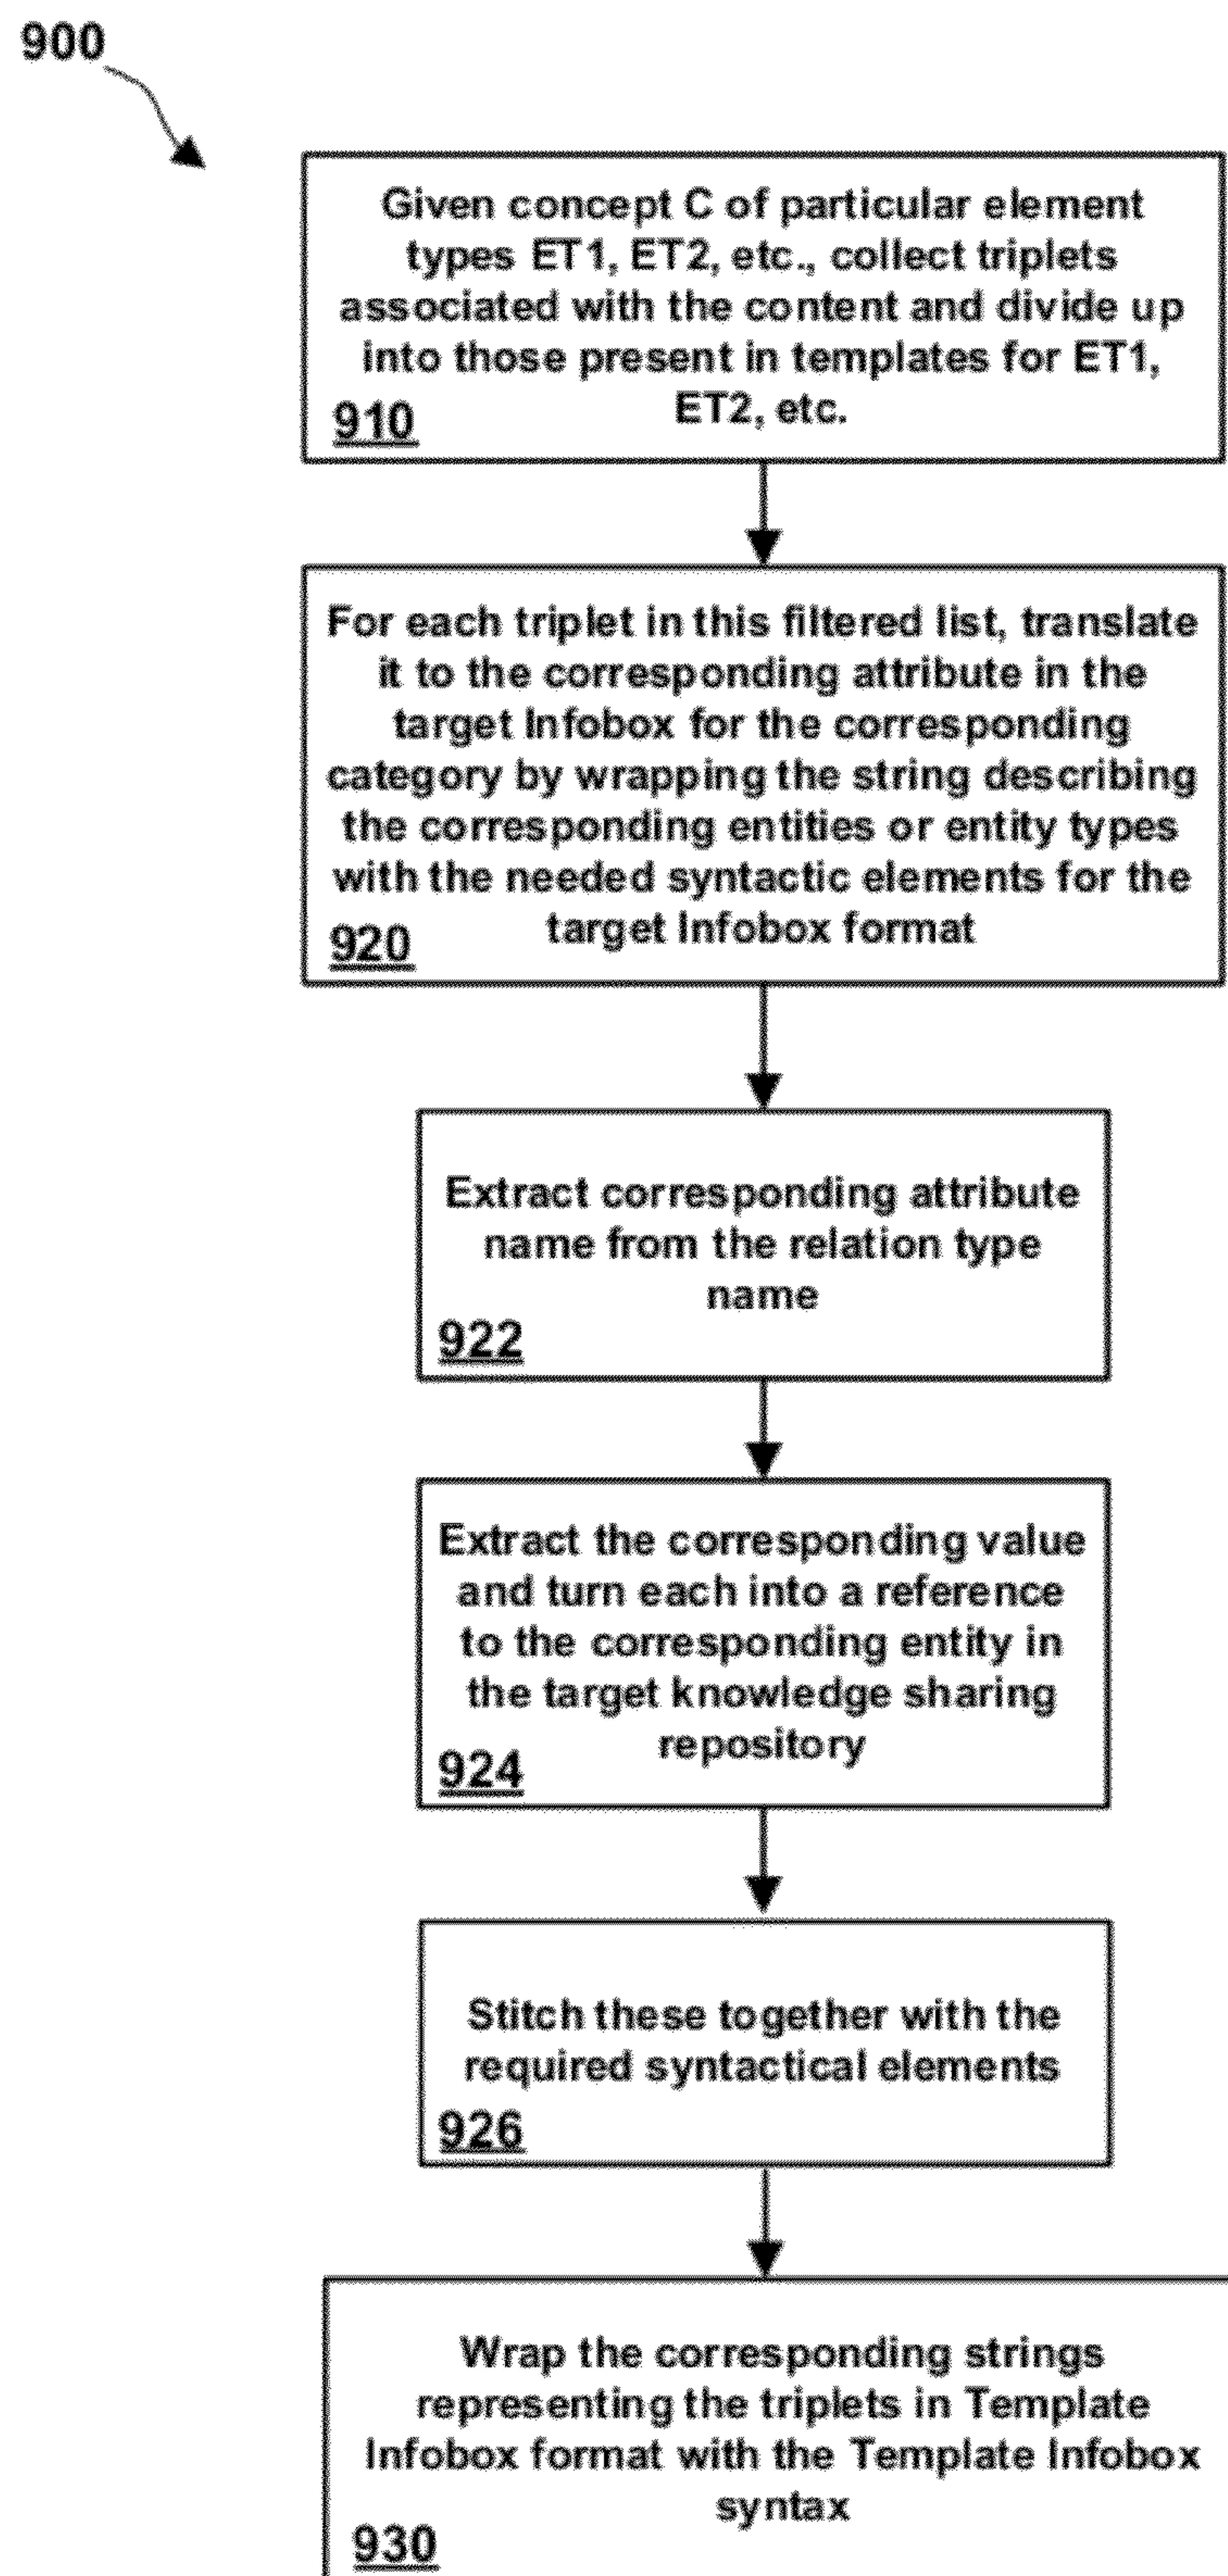 900
Given concept C of particular element
types ET1, ET2, etc., collect triplets
associated with the content and divide up
into those present in templates for ET1,
ET2, etc.
910
For each triplet in this filtered list, translate
it to the corresponding attribute in the
target Infobox for the corresponding
category by wrapping the string describing
the corresponding entities or entity types
with the needed syntactic elements for the
target Infobox format
920
Extract corresponding attribute
name from the relation type
name
922
Extract the corresponding value
and turn each into a reference
to the corresponding entity in
the target knowledge sharing
repository
924
Stitch these together with the
required syntactical elements
926
Wrap the corresponding strings
representing the triplets in Template
Infobox format with the Template Infobox
syntax
930